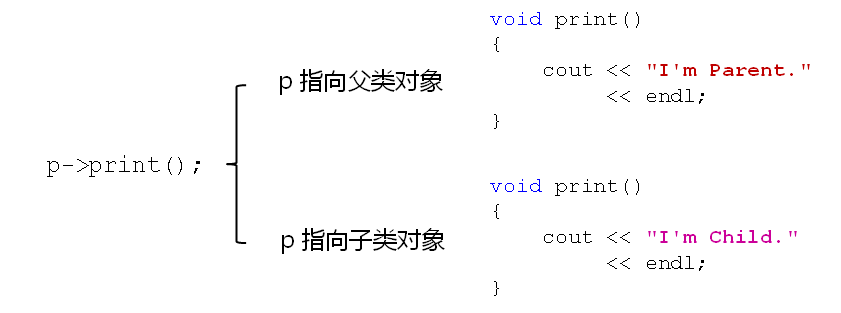 p->print();
p 指向父类对象
void print()
{
    cout << "I'm Parent."
         << endl;
}
p 指向子类对象
void print()
{
    cout << "I'm Child."
         << endl;
}